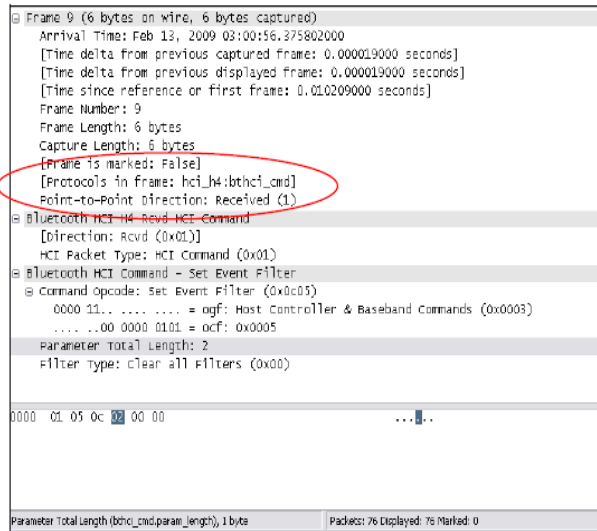 Frame 9 (6 bytes on wire, 6 bytes captured)
Arrival Time: Feb 13, 2009 03:00:56.375802000
[Time delta from previous captured frame: 0.000019000 seconds]
[Time delta from previous displayed frame: 0.000019000 seconds]
[Time since reference or first frame: 0.010209000 seconds]
Frame Number: 9
Frame Length: 6 bytes
Capture Length: 6 bytes
[Frame is marked: False]
[Protocols in frame: hci_h4:bthci_cmd]
Point-to-Point Direction: Received (1)
Bluetooth HCI H4 Rcvd HCI Command
[Direction: Rcvd (0x01)]
HCI Packet Type: HCI Command (0x01)
Bluetooth HCI Command - Set Event Filter
Command Opcode: Set Event Filter (0x0c05)
0000 11.. .... .... = ogf: Host Controller & Baseband Commands (0x0003)
.... ..00 0000 0101 = ocf: 0x0005
Parameter Total Length: 2
Filter Type: Clear all Filters (0x00)
0000 01 05 0c 02 00 00 ......
Parameter Total Length (bthci_cmd.param_length), 1 byte Packets: 76 Displayed: 76 Marked: 0